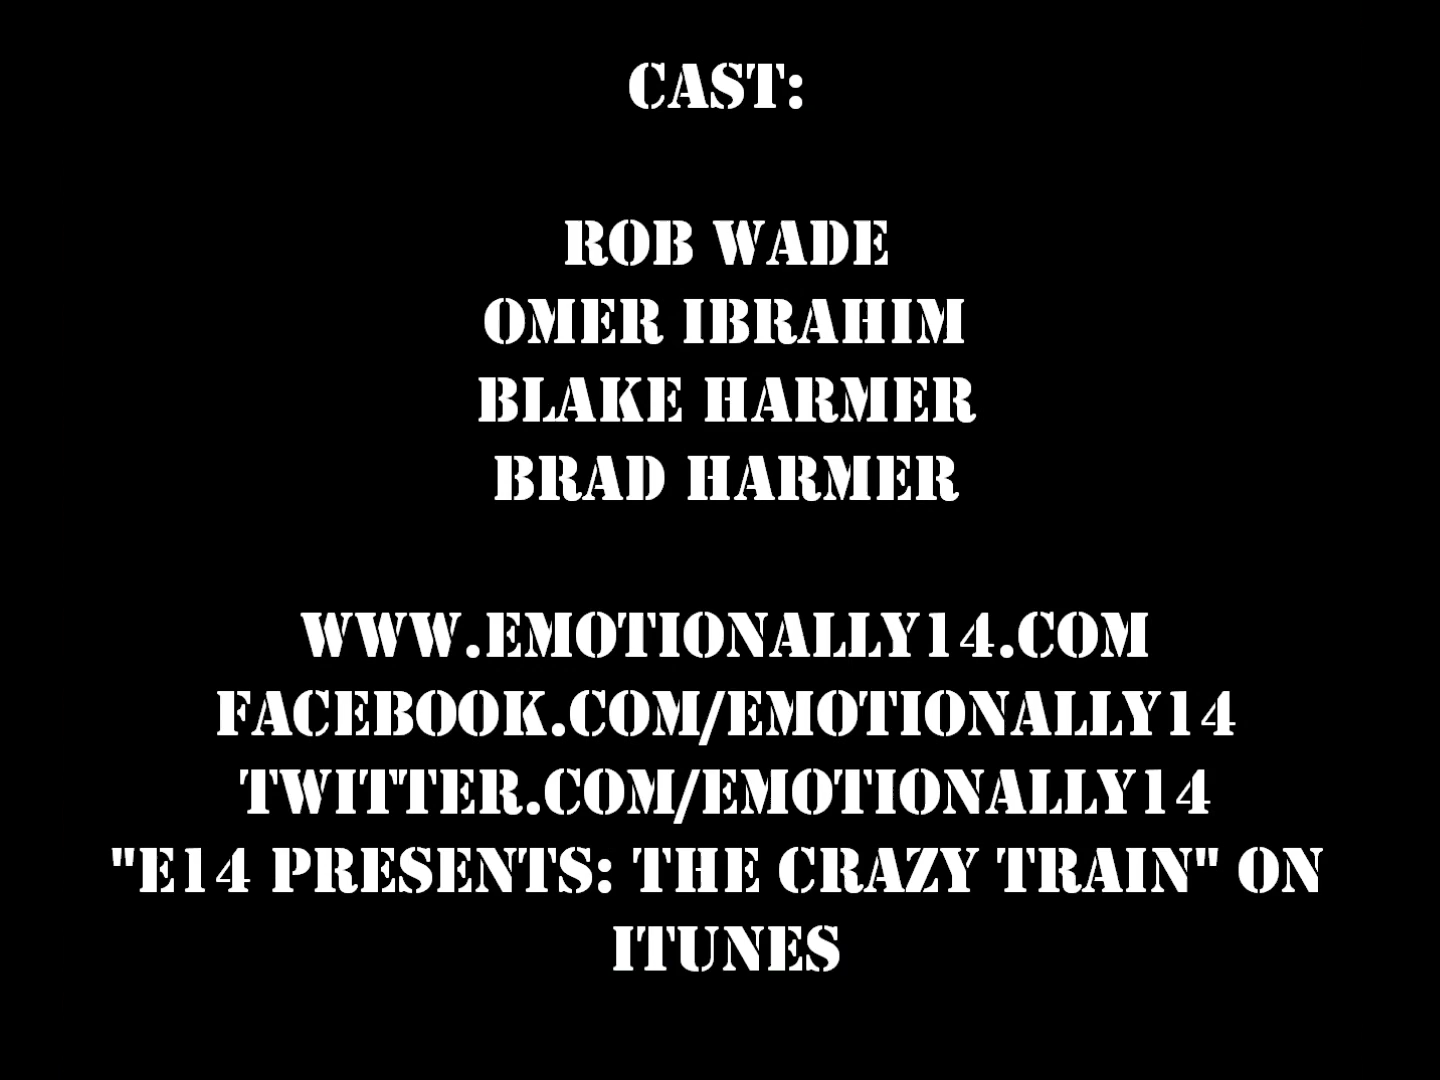 CAST:
ROB WADE
OMER IBRAHIM
BLAKE HARMER
BRAD HARMER
WWW.EMOTIONALLY14.COM
FACEBOOK.COM/EMOTIONALLY14
TWITTER.COM/EMOTIONALLY14
"E14 PRESENTS: THE CRAZY TRAIN" ON
ITUNES